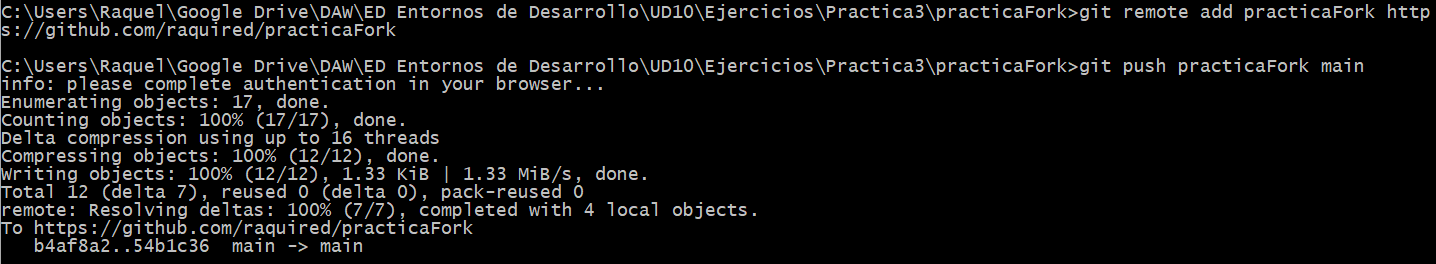 C:\Users\Raquel\Google Drive\DAW\ED Entornos de Desarrollo\UD10\Ejercicios\Practica3\practicaFork>git remote add practicaFork http
s://github.com/raquired/practicaFork
C:\Users\Raquel\Google Drive\DAW\ED Entornos de Desarrollo\UD10\Ejercicios\Practica3\practicaFork>git push practicaFork main
info: please complete authentication in your browser...
Enumerating objects: 17, done.
Counting objects: 100% (17/17), done.
Delta compression using up to 16 threads
Compressing objects: 100% (12/12), done.
Writing objects: 100% (12/12), 1.33 KiB | 1.33 MiB/s, done.
Total 12 (delta 7), reused 0 (delta 0), pack-reused 0
remote: Resolving deltas: 100% (7/7), completed with 4 local objects.
To https://github.com/raquired/practicaFork
   b4af8a2..54b1c36  main -> main